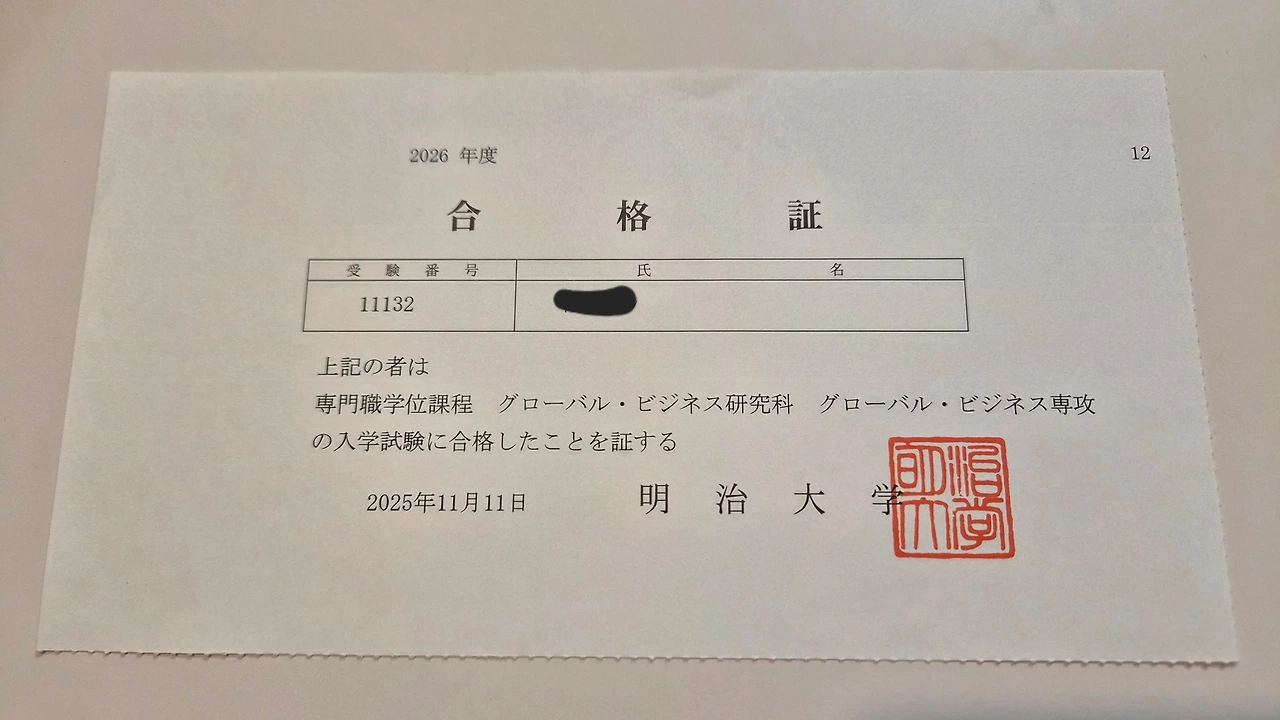 2026 年度
12
合格証
受験番号 氏名
11132
上記の者は
専門職学位課程 グローバル・ビジネス研究科 グローバル・ビジネス専攻
の入学試験に合格したことを証する
2025年11月11日 明治大学
明治大学